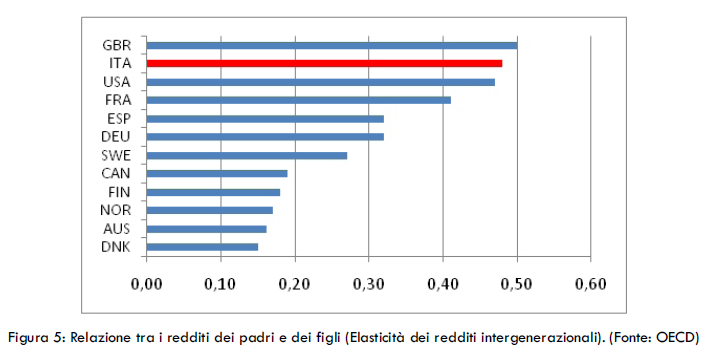 GBR
ITA
USA
FRA
ESP
DEU
SWE
CAN
FIN
NOR
AUS
DNK
0,00 0,10 0,20 0,30 0,40 0,50 0,60
Figura 5: Relazione tra i redditi dei padri e dei figli (Elasticità dei redditi intergenerazionali). (Fonte: OECD)